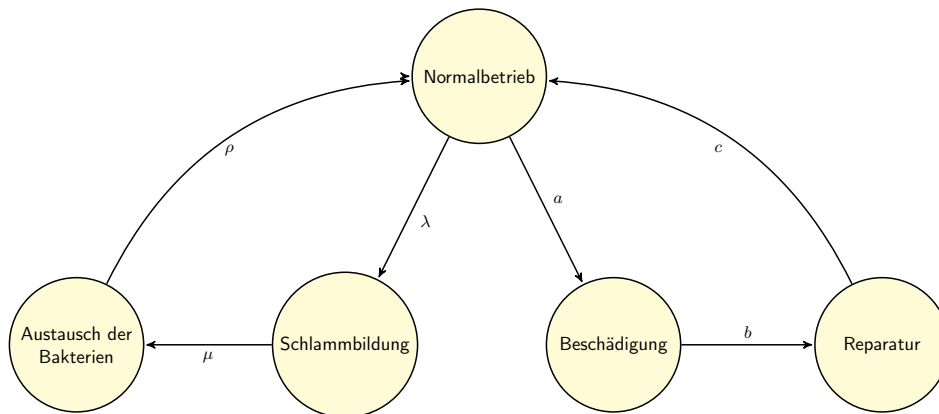 Normalbetrieb
ρ
c
λ
a
Austausch der
Bakterien
μ
Schlammbildung
Beschädigung
b
Reparatur